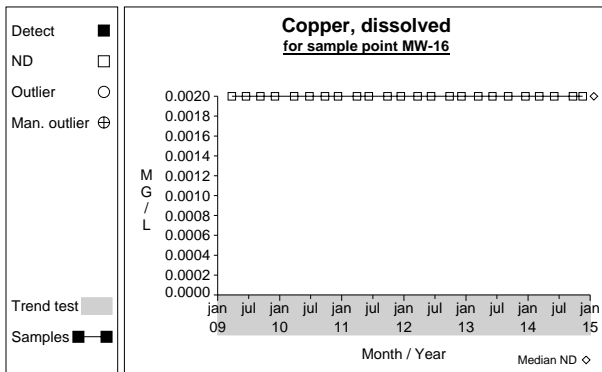 Detect
ND
Outlier
Man. outlier
Trend test
Samples
Copper, dissolved
for sample point MW-16
M
G
/
L
0.0020
0.0018
0.0016
0.0014
0.0012
0.0010
0.0008
0.0006
0.0004
0.0002
0.0000
jan jul jan jul jan jul jan jul jan jul jan jul jan
09 10 11 12 13 14 15
Month / Year
Median ND